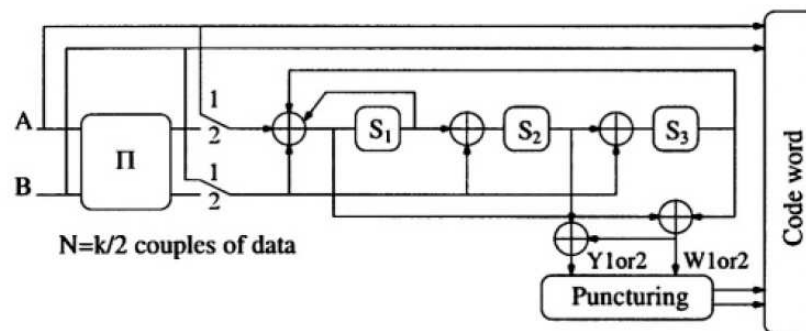 A
B
Π
1
2
1
2
S1
S2
S3
N=k/2 couples of data
Y1or2
W1or2
Puncturing
Code word